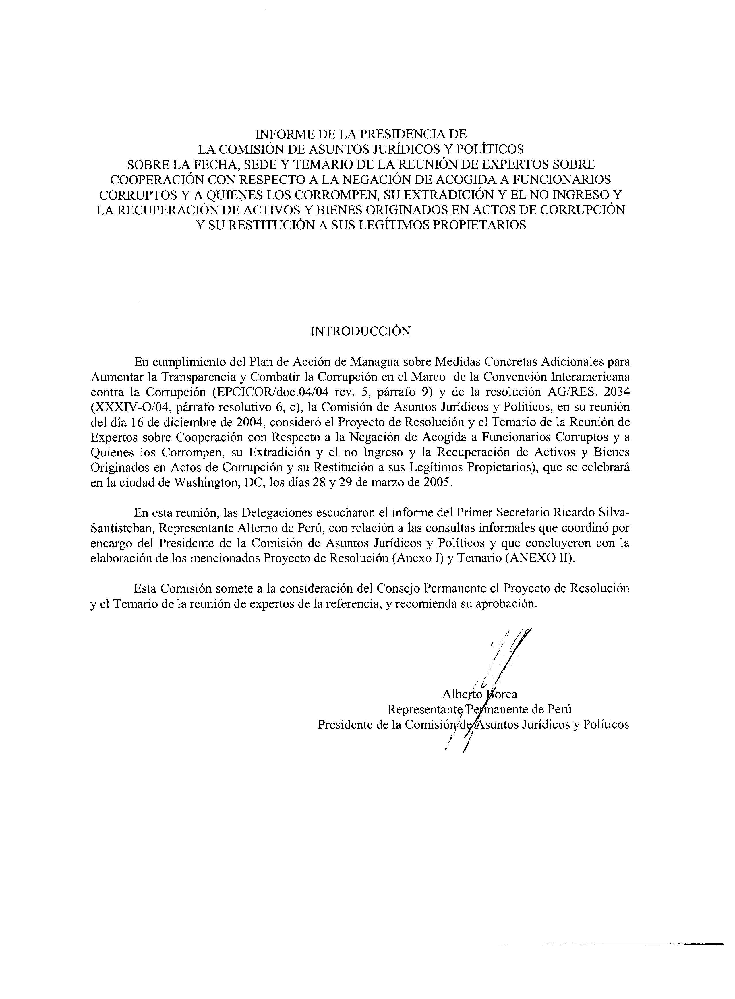 INFORME DE LA PRESIDENCIA DE
LA COMISIÓN DE ASUNTOS JURÍDICOS Y POLÍTICOS
SOBRE LA FECHA, SEDE Y TEMARIO DE LA REUNIÓN DE EXPERTOS SOBRE
COOPERACIÓN CON RESPECTO A LA NEGACIÓN DE ACOGIDA A FUNCIONARIOS
CORRUPTOS Y A QUIENES LOS CORROMPEN, SU EXTRADICIÓN Y EL NO INGRESO Y
LA RECUPERACIÓN DE ACTIVOS Y BIENES ORIGINADOS EN ACTOS DE CORRUPCIÓN
Y SU RESTITUCIÓN A SUS LEGÍTIMOS PROPIETARIOS
INTRODUCCIÓN
En cumplimiento del Plan de Acción de Managua sobre Medidas Concretas Adicionales para
Aumentar la Transparencia y Combatir la Corrupción en el Marco de la Convención Interamericana
contra la Corrupción (EPCICOR/doc.04/04 rev. 5, párrafo 9) y de la resolución AG/RES. 2034
(XXXIV-O/04, párrafo resolutivo 6, c), la Comisión de Asuntos Jurídicos y Políticos, en su reunión
del día 16 de diciembre de 2004, consideró el Proyecto de Resolución y el Temario de la Reunión de
Expertos sobre Cooperación con Respecto a la Negación de Acogida a Funcionarios Corruptos y a
Quienes los Corrompen, su Extradición y el no Ingreso y la Recuperación de Activos y Bienes
Originados en Actos de Corrupción y su Restitución a sus Legítimos Propietarios), que se celebrará
en la ciudad de Washington, DC, los días 28 y 29 de marzo de 2005.
En esta reunión, las Delegaciones escucharon el informe del Primer Secretario Ricardo Silva-
Santisteban, Representante Alterno de Perú, con relación a las consultas informales que coordinó por
encargo del Presidente de la Comisión de Asuntos Jurídicos y Políticos y que concluyeron con la
elaboración de los mencionados Proyecto de Resolución (Anexo I) y Temario (ANEXO II).
Esta Comisión somete a la consideración del Consejo Permanente el Proyecto de Resolución
y el Temario de la reunión de expertos de la referencia, y recomienda su aprobación.
Alberto Borea
Representante Permanente de Perú
Presidente de la Comisión de Asuntos Jurídicos y Políticos